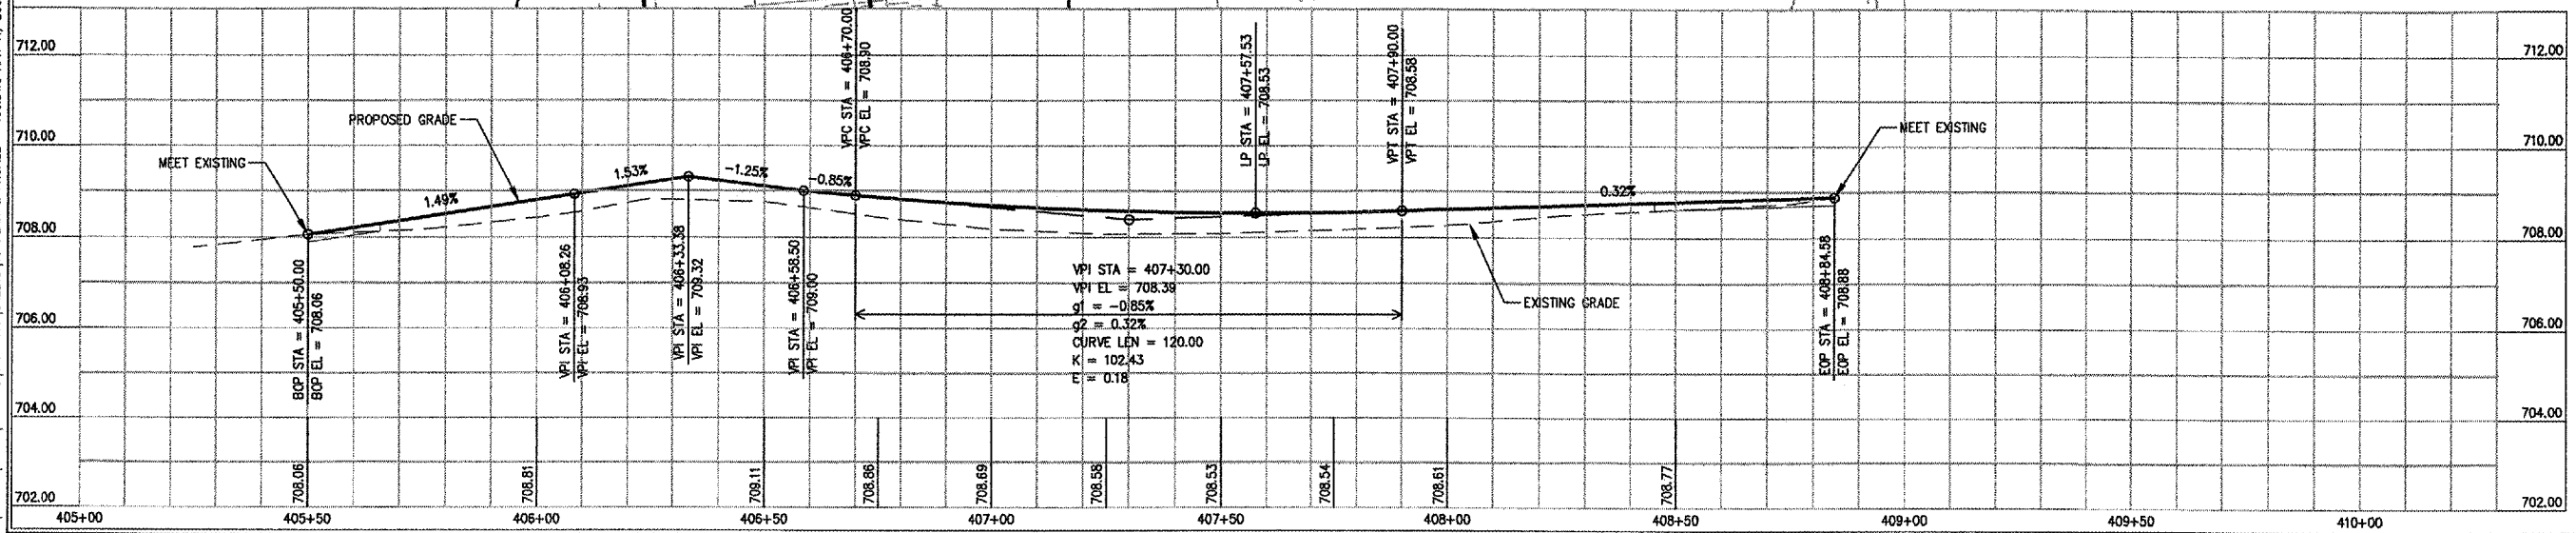 712.00
710.00
708.00
706.00
704.00
702.00
MEET EXISTING
PROPOSED GRADE
1.49%
1.53%
-1.25%
-0.85%
0.32%
MEET EXISTING
EXISTING GRADE
BOP STA = 405+50.00
BOP EL = 708.06
VPI STA = 406+08.26
VPI EL = 708.93
VPI STA = 406+33.38
VPI EL = 709.32
VPI STA = 406+58.50
VPI EL = 709.00
VPC STA = 406+70.00
VPC EL = 708.90
VPI STA = 407+30.00
VPI EL = 708.39
g1 = -0.85%
g2 = 0.32%
CURVE LEN = 120.00
K = 102.43
E = 0.18
LP STA = 407+57.53
LP EL = 708.53
VPT STA = 407+90.00
VPT EL = 708.58
EOP STA = 408+84.58
EOP EL = 708.88
712.00
710.00
708.00
706.00
704.00
702.00
708.06
708.81
709.11
708.86
708.69
708.58
708.53
708.54
708.61
708.77
405+00
405+50
406+00
406+50
407+00
407+50
408+00
408+50
409+00
409+50
410+00